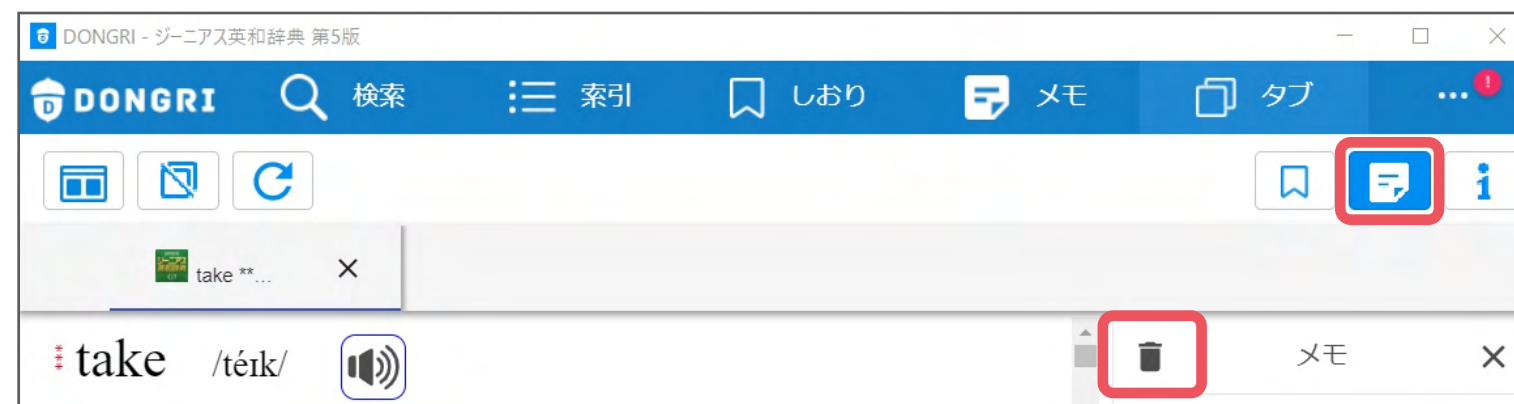 DONGRI - ジーニアス英和辞典 第5版
DONGRI 検索 索引 しおり メモ タブ ... !
take **...
*** take /téɪk/ メモ